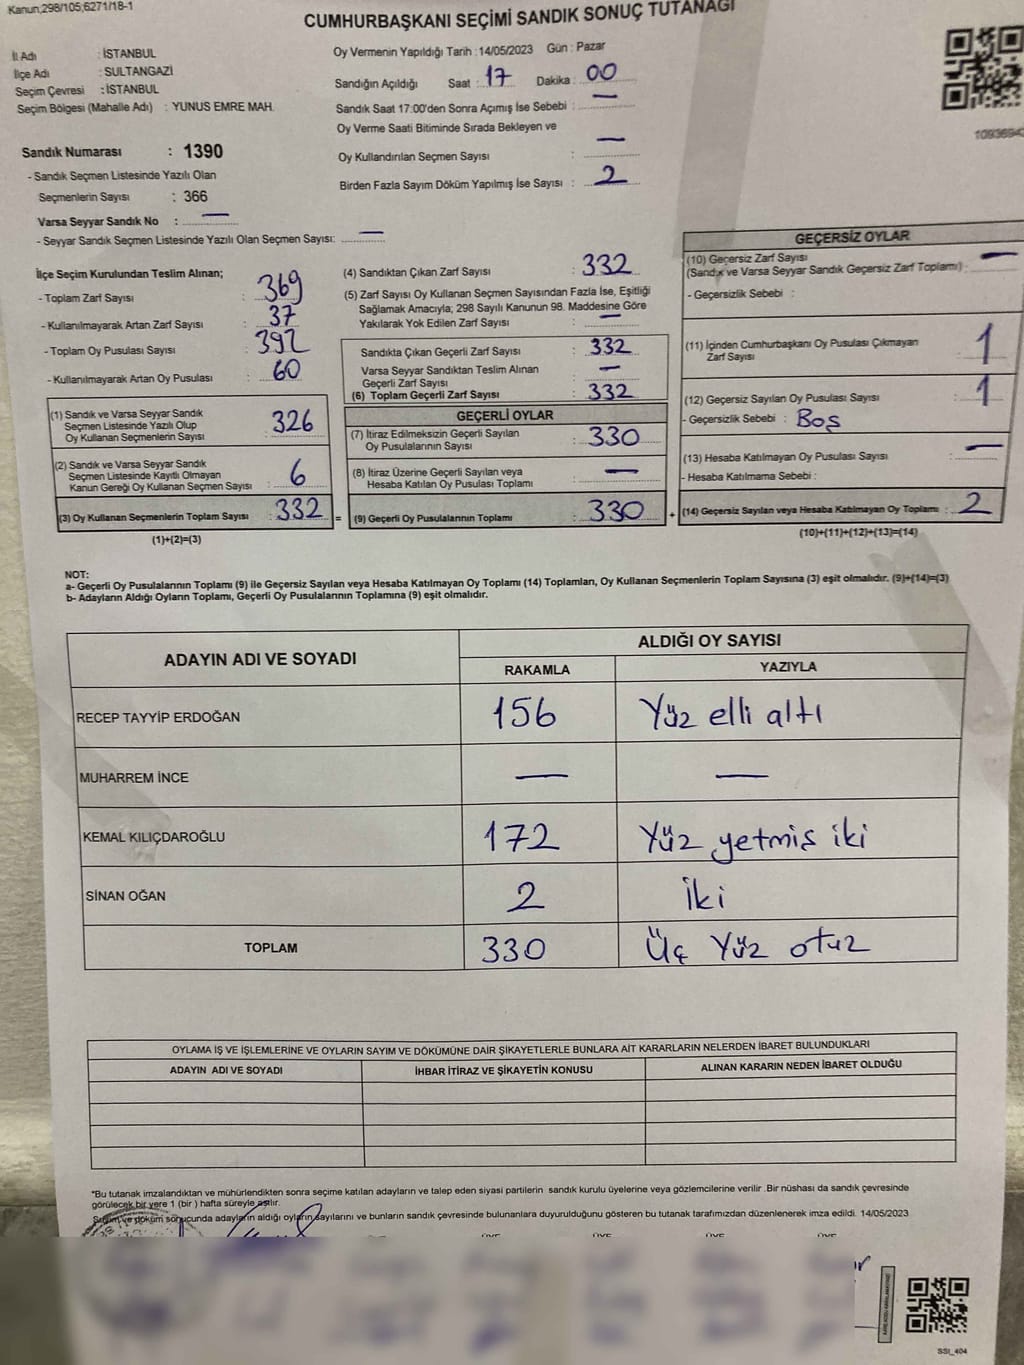 Kanun,298/105;6271/18-1
CUMHURBAŞKANI SEÇİMİ SANDIK SONUÇ TUTANAĞI
İl Adı : İSTANBUL
İlçe Adı : SULTANGAZİ
Seçim Çevresi : İSTANBUL
Seçim Bölgesi (Mahalle Adı) : YUNUS EMRE MAH.
Sandık Numarası : 1390
- Sandık Seçmen Listesinde Yazılı Olan
Seçmenlerin Sayısı : 366
Varsa Seyyar Sandık No : —
- Seyyar Sandık Seçmen Listesinde Yazılı Olan Seçmen Sayısı: —
Oy Vermenin Yapıldığı Tarih : 14/05/2023 Gün : Pazar
Sandığın Açıldığı Saat : 17 Dakika : 00
Sandık Saat 17:00'den Sonra Açımış İse Sebebi : —
Oy Verme Saati Bitiminde Sırada Bekleyen ve
Oy Kullandırılan Seçmen Sayısı : —
Birden Fazla Sayım Döküm Yapılmış İse Sayısı : 2
İlçe Seçim Kurulundan Teslim Alınan;
- Toplam Zarf Sayısı : 369
- Kullanılmayarak Artan Zarf Sayısı : 37
- Toplam Oy Pusulası Sayısı : 392
- Kullanılmayarak Artan Oy Pusulası : 60
(1) Sandık ve Varsa Seyyar Sandık
Seçmen Listesinde Yazılı Olup
Oy Kullanan Seçmenlerin Sayısı : 326
(2) Sandık ve Varsa Seyyar Sandık
Seçmen Listesinde Kayıtlı Olmayan
Kanun Gereği Oy Kullanan Seçmen Sayısı : 6
(3) Oy Kullanan Seçmenlerin Toplam Sayısı : 332
(1)+(2)=(3)
(4) Sandıktan Çıkan Zarf Sayısı : 332
(5) Zarf Sayısı Oy Kullanan Seçmen Sayısından Fazla İse, Eşitliği
Sağlamak Amacıyla, 298 Sayılı Kanunun 98. Maddesine Göre
Yakılarak Yok Edilen Zarf Sayısı : —
Sandıkta Çıkan Geçerli Zarf Sayısı : 332
Varsa Seyyar Sandıktan Teslim Alınan
Geçerli Zarf Sayısı : —
(6) Toplam Geçerli Zarf Sayısı : 332
GEÇERLİ OYLAR
(7) İtiraz Edilmeksizin Geçerli Sayılan
Oy Pusulalarının Sayısı : 330
(8) İtiraz Üzerine Geçerli Sayılan veya
Hesaba Katılan Oy Pusulası Toplamı : —
= (9) Geçerli Oy Pusulalarının Toplamı : 330 +
GEÇERSİZ OYLAR
(10) Geçersiz Zarf Sayısı
(Sandık ve Varsa Seyyar Sandık Geçersiz Zarf Toplamı) : —
- Geçersizlik Sebebi :
(11) İçinden Cumhurbaşkanı Oy Pusulası Çıkmayan
Zarf Sayısı : 1
(12) Geçersiz Sayılan Oy Pusulası Sayısı : 1
- Geçersizlik Sebebi : Boş
(13) Hesaba Katılmayan Oy Pusulası Sayısı : —
- Hesaba Katılmama Sebebi :
(14) Geçersiz Sayılan veya Hesaba Katılmayan Oy Toplamı : 2
(10)+(11)+(12)+(13)=(14)
NOT:
a- Geçerli Oy Pusulalarının Toplamı (9) ile Geçersiz Sayılan veya Hesaba Katılmayan Oy Toplamı (14) Toplamları, Oy Kullanan Seçmenlerin Toplam Sayısına (3) eşit olmalıdır. (9)+(14)=(3)
b- Adayların Aldığı Oyların Toplamı, Geçerli Oy Pusulalarının Toplamına (9) eşit olmalıdır.
ADAYIN ADI VE SOYADI
ALDIĞI OY SAYISI
RAKAMLA YAZIYLA
RECEP TAYYİP ERDOĞAN 156 Yüz elli altı
MUHARREM İNCE — —
KEMAL KILIÇDAROĞLU 172 Yüz yetmiş iki
SİNAN OĞAN 2 İki
TOPLAM 330 Üç Yüz otuz
OYLAMA İŞ VE İŞLEMLERİNE VE OYLARIN SAYIM VE DÖKÜMÜNE DAİR ŞİKAYETLERLE BUNLARA AİT KARARLARIN NELERDEN İBARET BULUNDUKLARI
ADAYIN ADI VE SOYADI İHBAR İTİRAZ VE ŞİKAYETİN KONUSU ALINAN KARARIN NEDEN İBARET OLDUĞU
*Bu tutanak imzalandıktan ve mühürlendikten sonra seçime katılan adayların ve talep eden siyasi partilerin sandık kurulu üyelerine veya gözlemcilerine verilir .Bir nüshası da sandık çevresinde
görülecek bir yere 1 (bir ) hafta süreyle asılır.
Sayım ve döküm sonucunda adayların aldığı oyların sayılarını ve bunların sandık çevresinde bulunanlara duyurulduğunu gösteren bu tutanak tarafımızdan düzenlenerek imza edildi. 14/05/2023
SSI_404